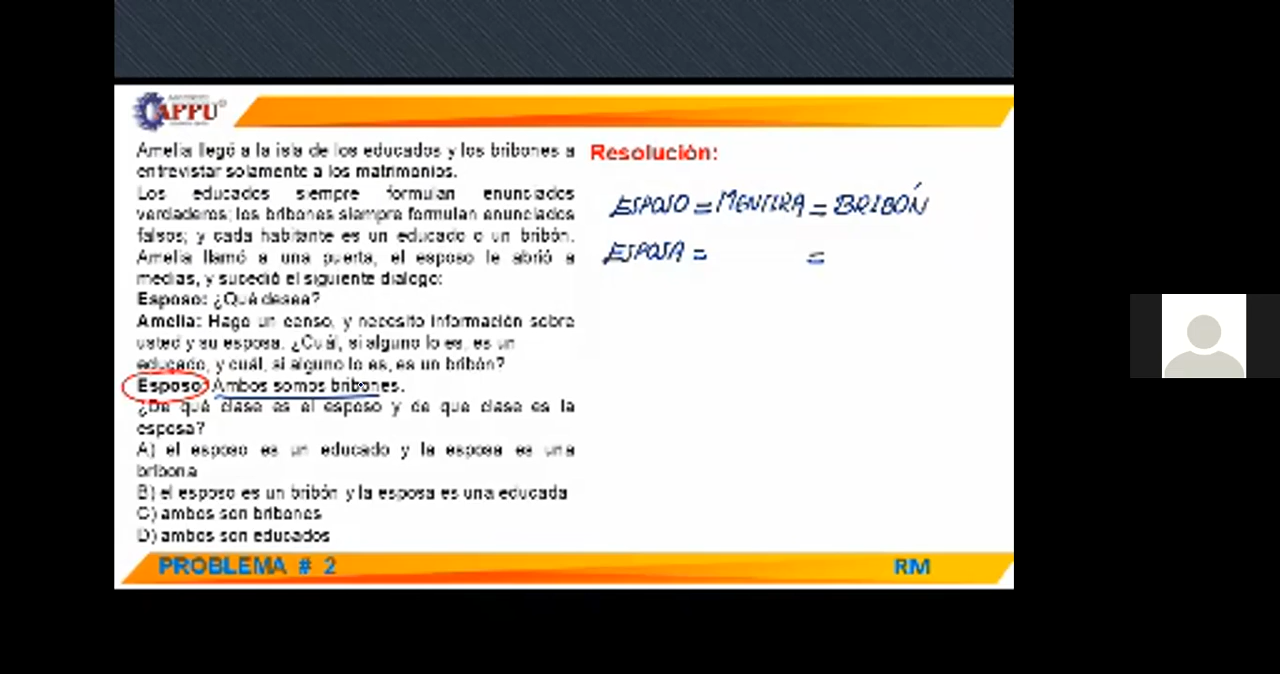 APPU
Amelia llegó a la isla de los educados y los bribones a
entrevistar solamente a los matrimonios.
Los educados siempre formulan enunciados
verdaderos; los bribones siempre formulan enunciados
falsos; y cada habitante es un educado o un bribón.
Amelia llamó a una puerta, el esposo le abrió a
medias, y sucedió el siguiente dialogo:
Esposo: ¿Qué desea?
Amelia: Hago un censo, y necesito información sobre
usted y su esposa. ¿Cuál, si alguno lo es, es un
educado, y cuál, si alguno lo es, es un bribón?
Esposo: Ambos somos bribones.
¿De qué clase es el esposo y de que clase es la
esposa?
A) el esposo es un educado y la esposa es una
bribona
B) el esposo es un bribón y la esposa es una educada
C) ambos son bribones
D) ambos son educados
Resolución:
ESPOSO = MENTIRA = BRIBÓN
ESPOSA = =
PROBLEMA # 2
RM